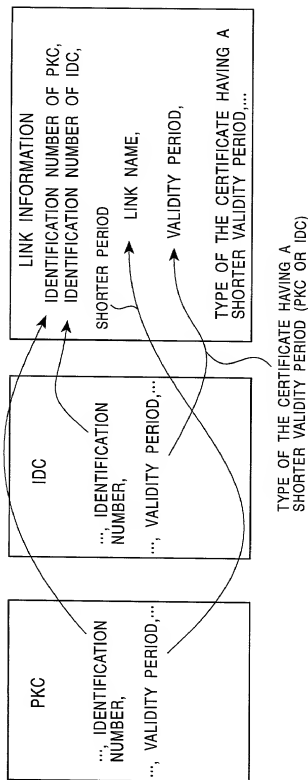 PKC
..., IDENTIFICATION
NUMBER,
..., VALIDITY PERIOD,...
IDC
..., IDENTIFICATION
NUMBER,
..., VALIDITY PERIOD,...
LINK INFORMATION
IDENTIFICATION NUMBER OF PKC,
IDENTIFICATION NUMBER OF IDC,
SHORTER PERIOD
LINK NAME,
VALIDITY PERIOD,
TYPE OF THE CERTIFICATE HAVING A
SHORTER VALIDITY PERIOD,...
TYPE OF THE CERTIFICATE HAVING A
SHORTER VALIDITY PERIOD (PKC OR IDC)